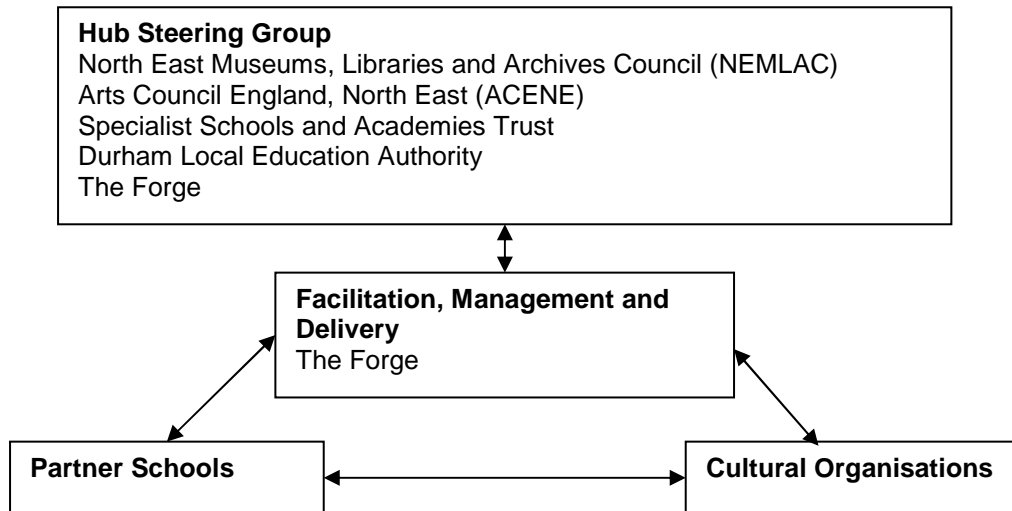 Hub Steering Group
North East Museums, Libraries and Archives Council (NEMLAC)
Arts Council England, North East (ACENE)
Specialist Schools and Academies Trust
Durham Local Education Authority
The Forge
Facilitation, Management and
Delivery
The Forge
Partner Schools
Cultural Organisations